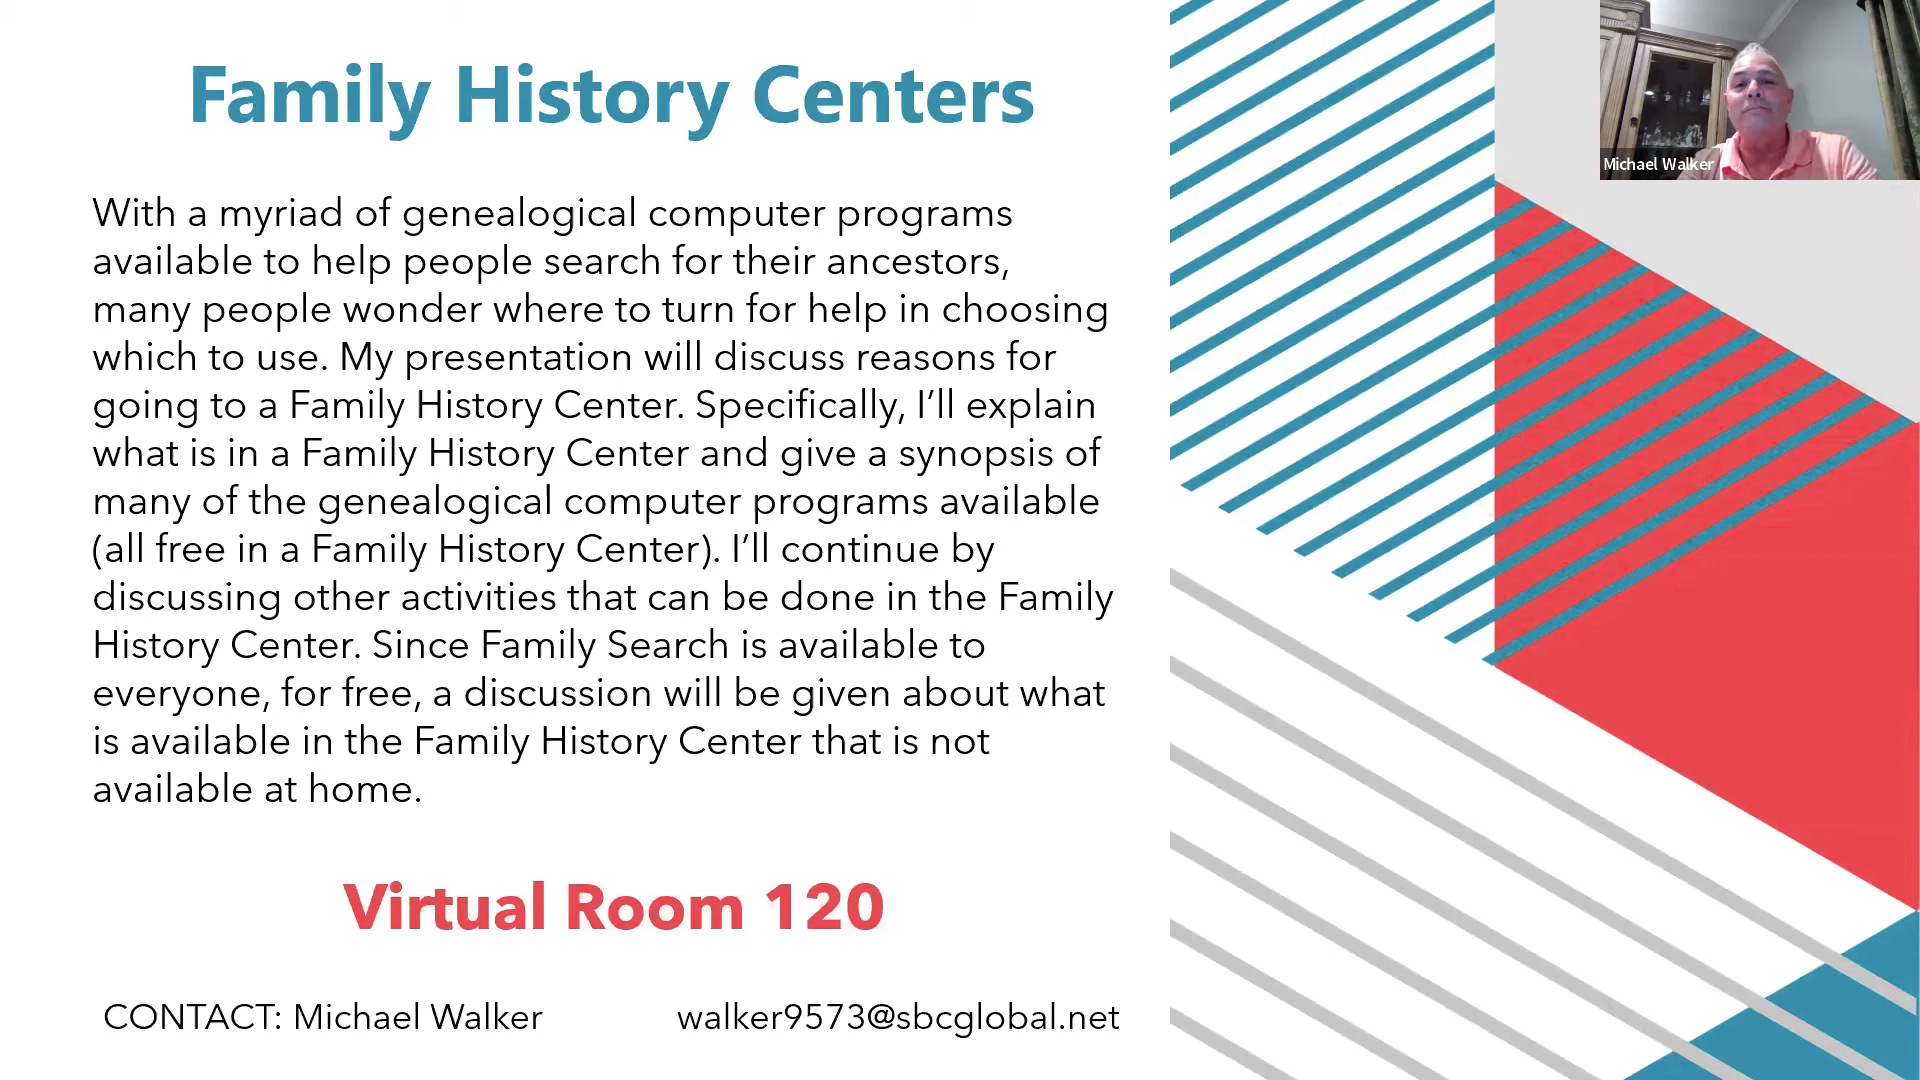 Family History Centers
Michael Walker
With a myriad of genealogical computer programs
available to help people search for their ancestors,
many people wonder where to turn for help in choosing
which to use. My presentation will discuss reasons for
going to a Family History Center. Specifically, I’ll explain
what is in a Family History Center and give a synopsis of
many of the genealogical computer programs available
(all free in a Family History Center). I’ll continue by
discussing other activities that can be done in the Family
History Center. Since Family Search is available to
everyone, for free, a discussion will be given about what
is available in the Family History Center that is not
available at home.
Virtual Room 120
CONTACT: Michael Walker walker9573@sbcglobal.net